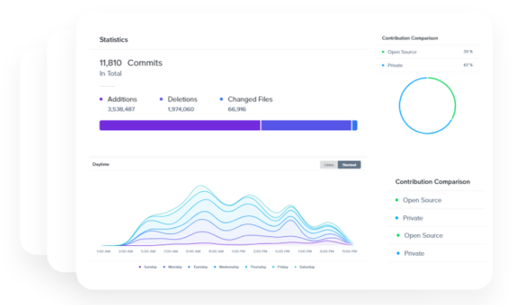 Statistics
11,810 Commits
In Total
Additions
3,538,487
Deletions
1,974,060
Changed Files
66,916
Contribution Comparison
Open Source 33 %
Private 67 %
Daytime
Lines Stacked
Sunday Monday Tuesday Wednesday Thursday Friday Saturday
Contribution Comparison
Open Source
Private
Open Source
Private